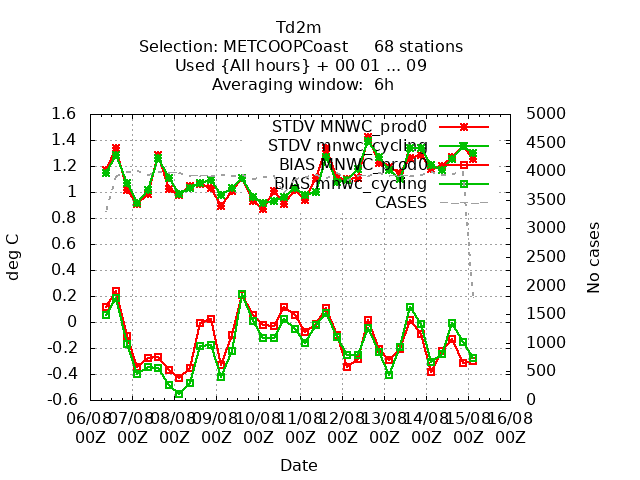 Td2m
Selection: METCOOPCoast 68 stations
Used {All hours} + 00 01 ... 09
Averaging window: 6h
1.6
1.4
1.2
1
0.8
0.6
0.4
0.2
0
-0.2
-0.4
-0.6
deg C
5000
4500
4000
3500
3000
2500
2000
1500
1000
500
0
No cases
STDV MNWC_prod0
STDV mnwc_cycling
BIAS MNWC_prod0
BIAS mnwc_cycling
CASES
06/08 07/08 08/08 09/08 10/08 11/08 12/08 13/08 14/08 15/08 16/08
00Z 00Z 00Z 00Z 00Z 00Z 00Z 00Z 00Z 00Z 00Z
Date